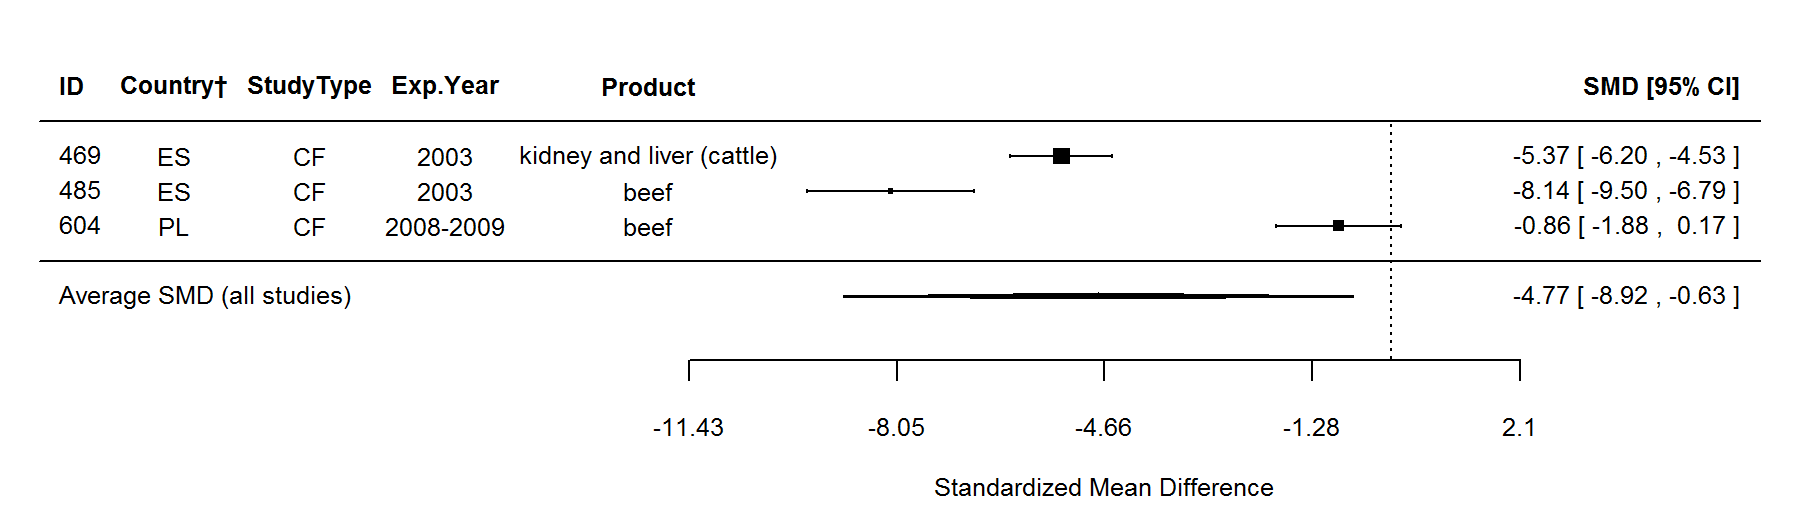 ID Country† StudyType Exp.Year Product SMD [95% CI]
469 ES CF 2003 kidney and liver (cattle) -5.37 [ -6.20 , -4.53 ]
485 ES CF 2003 beef -8.14 [ -9.50 , -6.79 ]
604 PL CF 2008-2009 beef -0.86 [ -1.88 , 0.17 ]
Average SMD (all studies) -4.77 [ -8.92 , -0.63 ]
-11.43 -8.05 -4.66 -1.28 2.1
Standardized Mean Difference